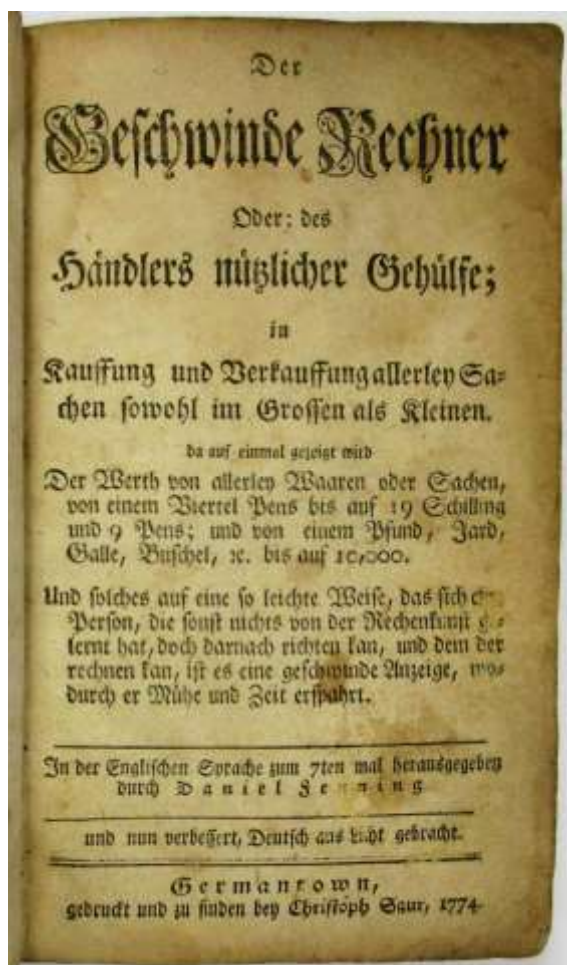 Der
Geschwinde Rechner
Oder: des
Händlers nützlicher Gehülfe;
in
Kauffung und Verkauffung allerley Sa-
chen sowohl im Grossen als Kleinen.
da auf einmal gezeigt wird
Der Werth von allerley Waaren oder Sachen,
von einem Viertel Pens bis auf 19 Schilling
und 9 Pens; und von einem Pfund, Jard,
Galle, Buschel, ꝛc. bis auf 10,000.
Und solches auf eine so leichte Weise, das sich
Person, die sonst nichts von der Rechenkunst
lernt hat, doch darnach richten kan, und dem der
rechnen kan, ist es eine geschwinde Anzeige, wo-
durch er Mühe und Zeit erspahrt.
In der Englischen Sprache zum 7ten mal herausgegeben
durch Daniel Fenning
und nun verbessert, Deutsch ans Licht gebracht.
Germantown,
gedruckt und zu finden bey Christoph Saur, 1774